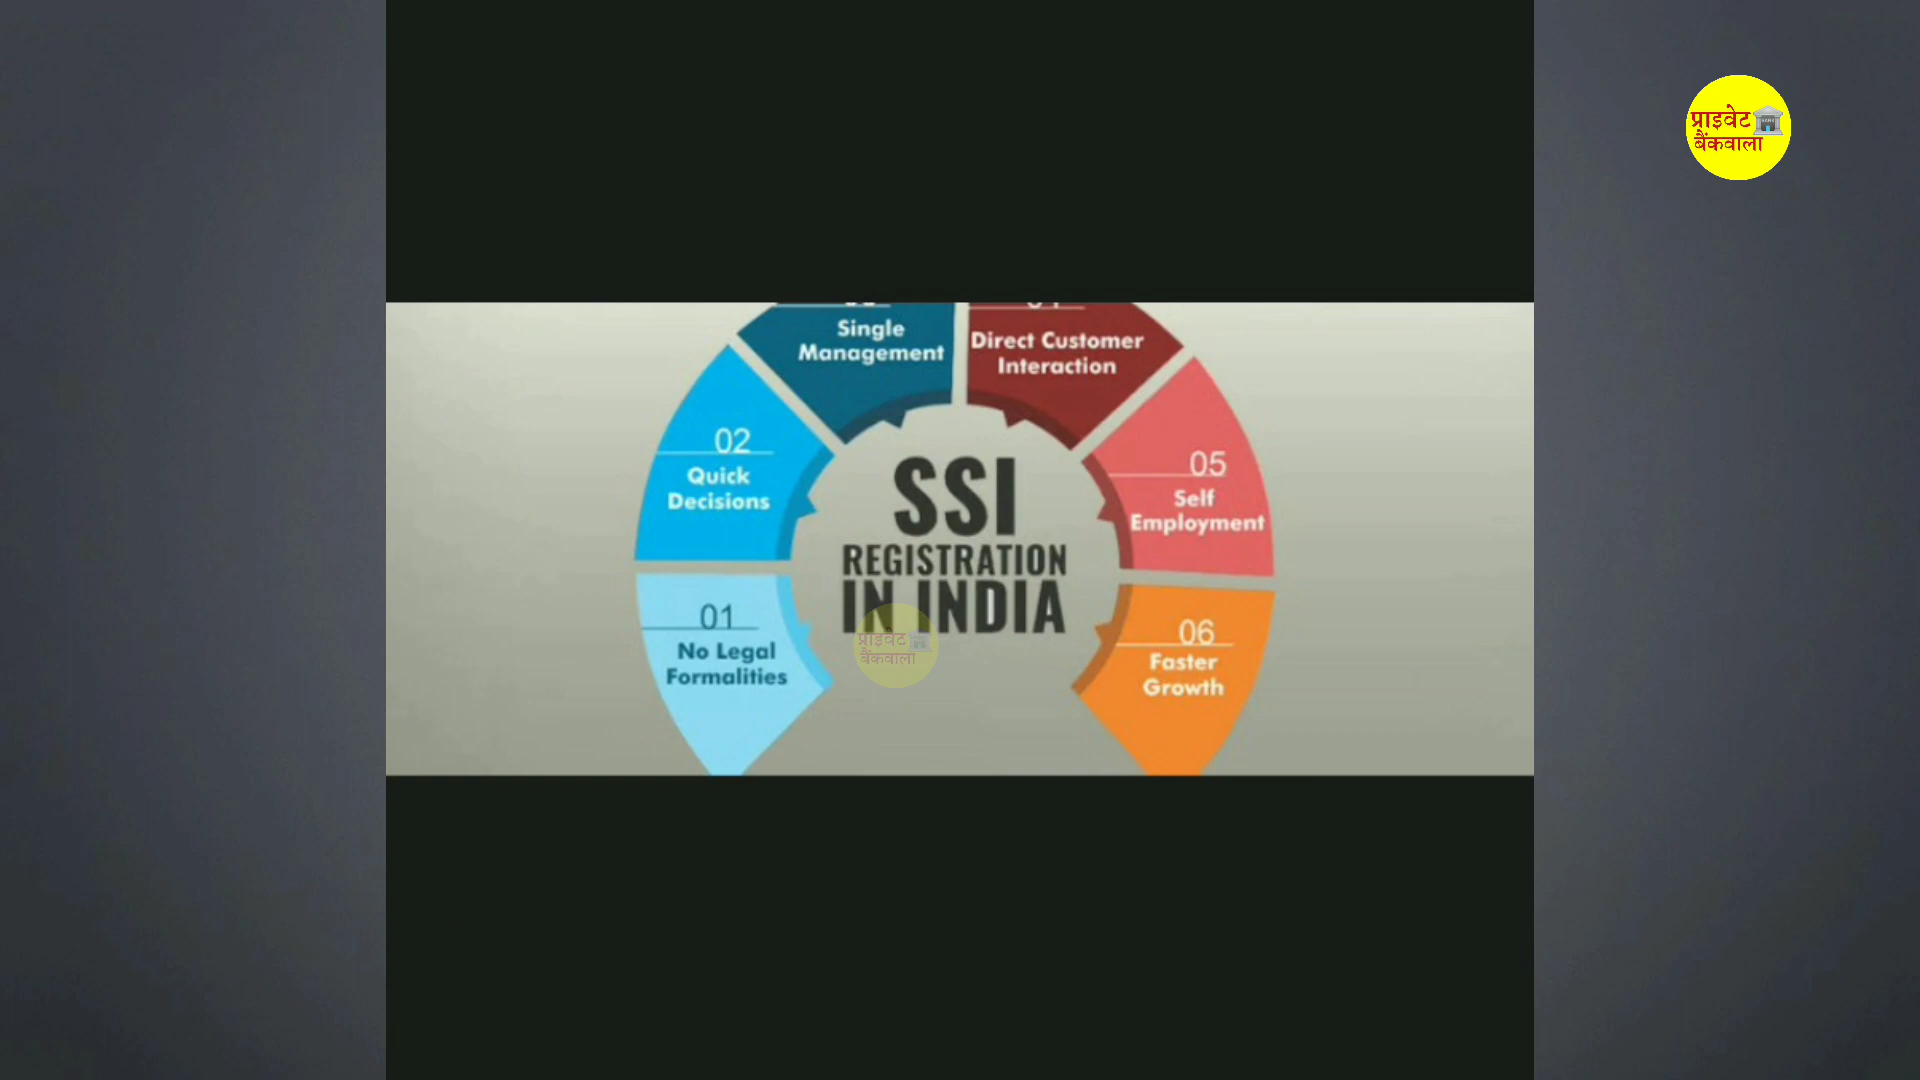 प्राइवेट
बैंकवाला
Single
Management
Direct Customer
Interaction
02
Quick
Decisions
05
Self
Employment
SSI
REGISTRATION
IN INDIA
01
No Legal
Formalities
06
Faster
Growth
प्राइवेट
बैंकवाला